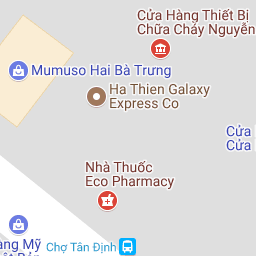 Cửa Hàng Thiết Bị
Chữa Cháy Nguyễn
Mumuso Hai Bà Trưng
Ha Thien Galaxy
Express Co
Cửa
Cửa
Nhà Thuốc
Eco Pharmacy
Mỹ
Chợ Tân Định